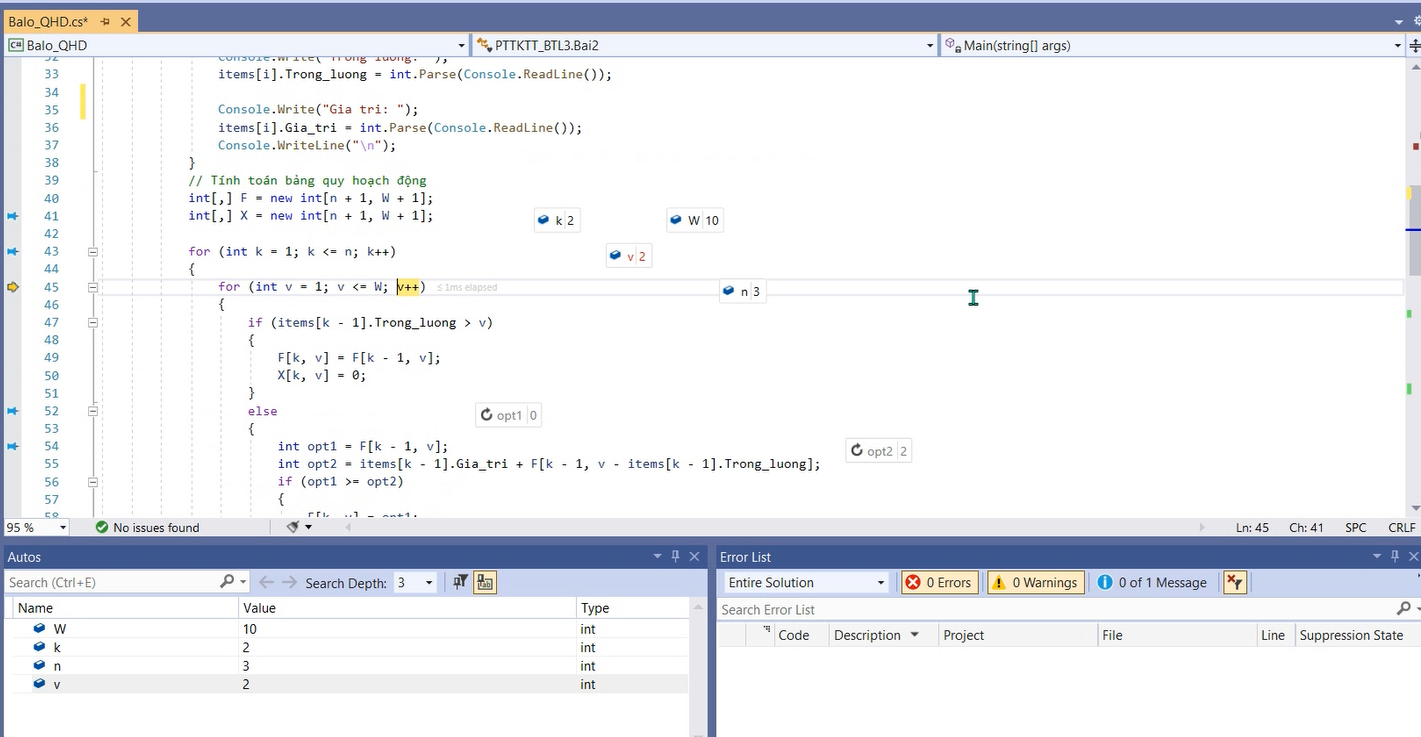 Balo_QHD.cs*
Balo_QHD PTTKTT_BTL3.Bai2 Main(string[] args)
33 items[i].Trong_luong = int.Parse(Console.ReadLine());
34
35 Console.Write("Gia tri: ");
36 items[i].Gia_tri = int.Parse(Console.ReadLine());
37 Console.WriteLine("\n");
38 }
39 // Tính toán bảng quy hoạch động
40 int[,] F = new int[n + 1, W + 1];
41 int[,] X = new int[n + 1, W + 1];
k 2 W 10
42
43 for (int k = 1; k <= n; k++)
v 2
44 {
45 for (int v = 1; v <= W; v++) ≤ 1ms elapsed
n 3
46 {
47 if (items[k - 1].Trong_luong > v)
48 {
49 F[k, v] = F[k - 1, v];
50 X[k, v] = 0;
51 }
52 else
opt1 0
53 {
54 int opt1 = F[k - 1, v];
opt2 2
55 int opt2 = items[k - 1].Gia_tri + F[k - 1, v - items[k - 1].Trong_luong];
56 if (opt1 >= opt2)
57 {
95 % No issues found Ln: 45 Ch: 41 SPC CRLF
Autos
Search (Ctrl+E) Search Depth: 3
Name Value Type
W 10 int
k 2 int
n 3 int
v 2 int
Error List
Entire Solution 0 Errors 0 Warnings 0 of 1 Message
Search Error List
Code Description Project File Line Suppression State